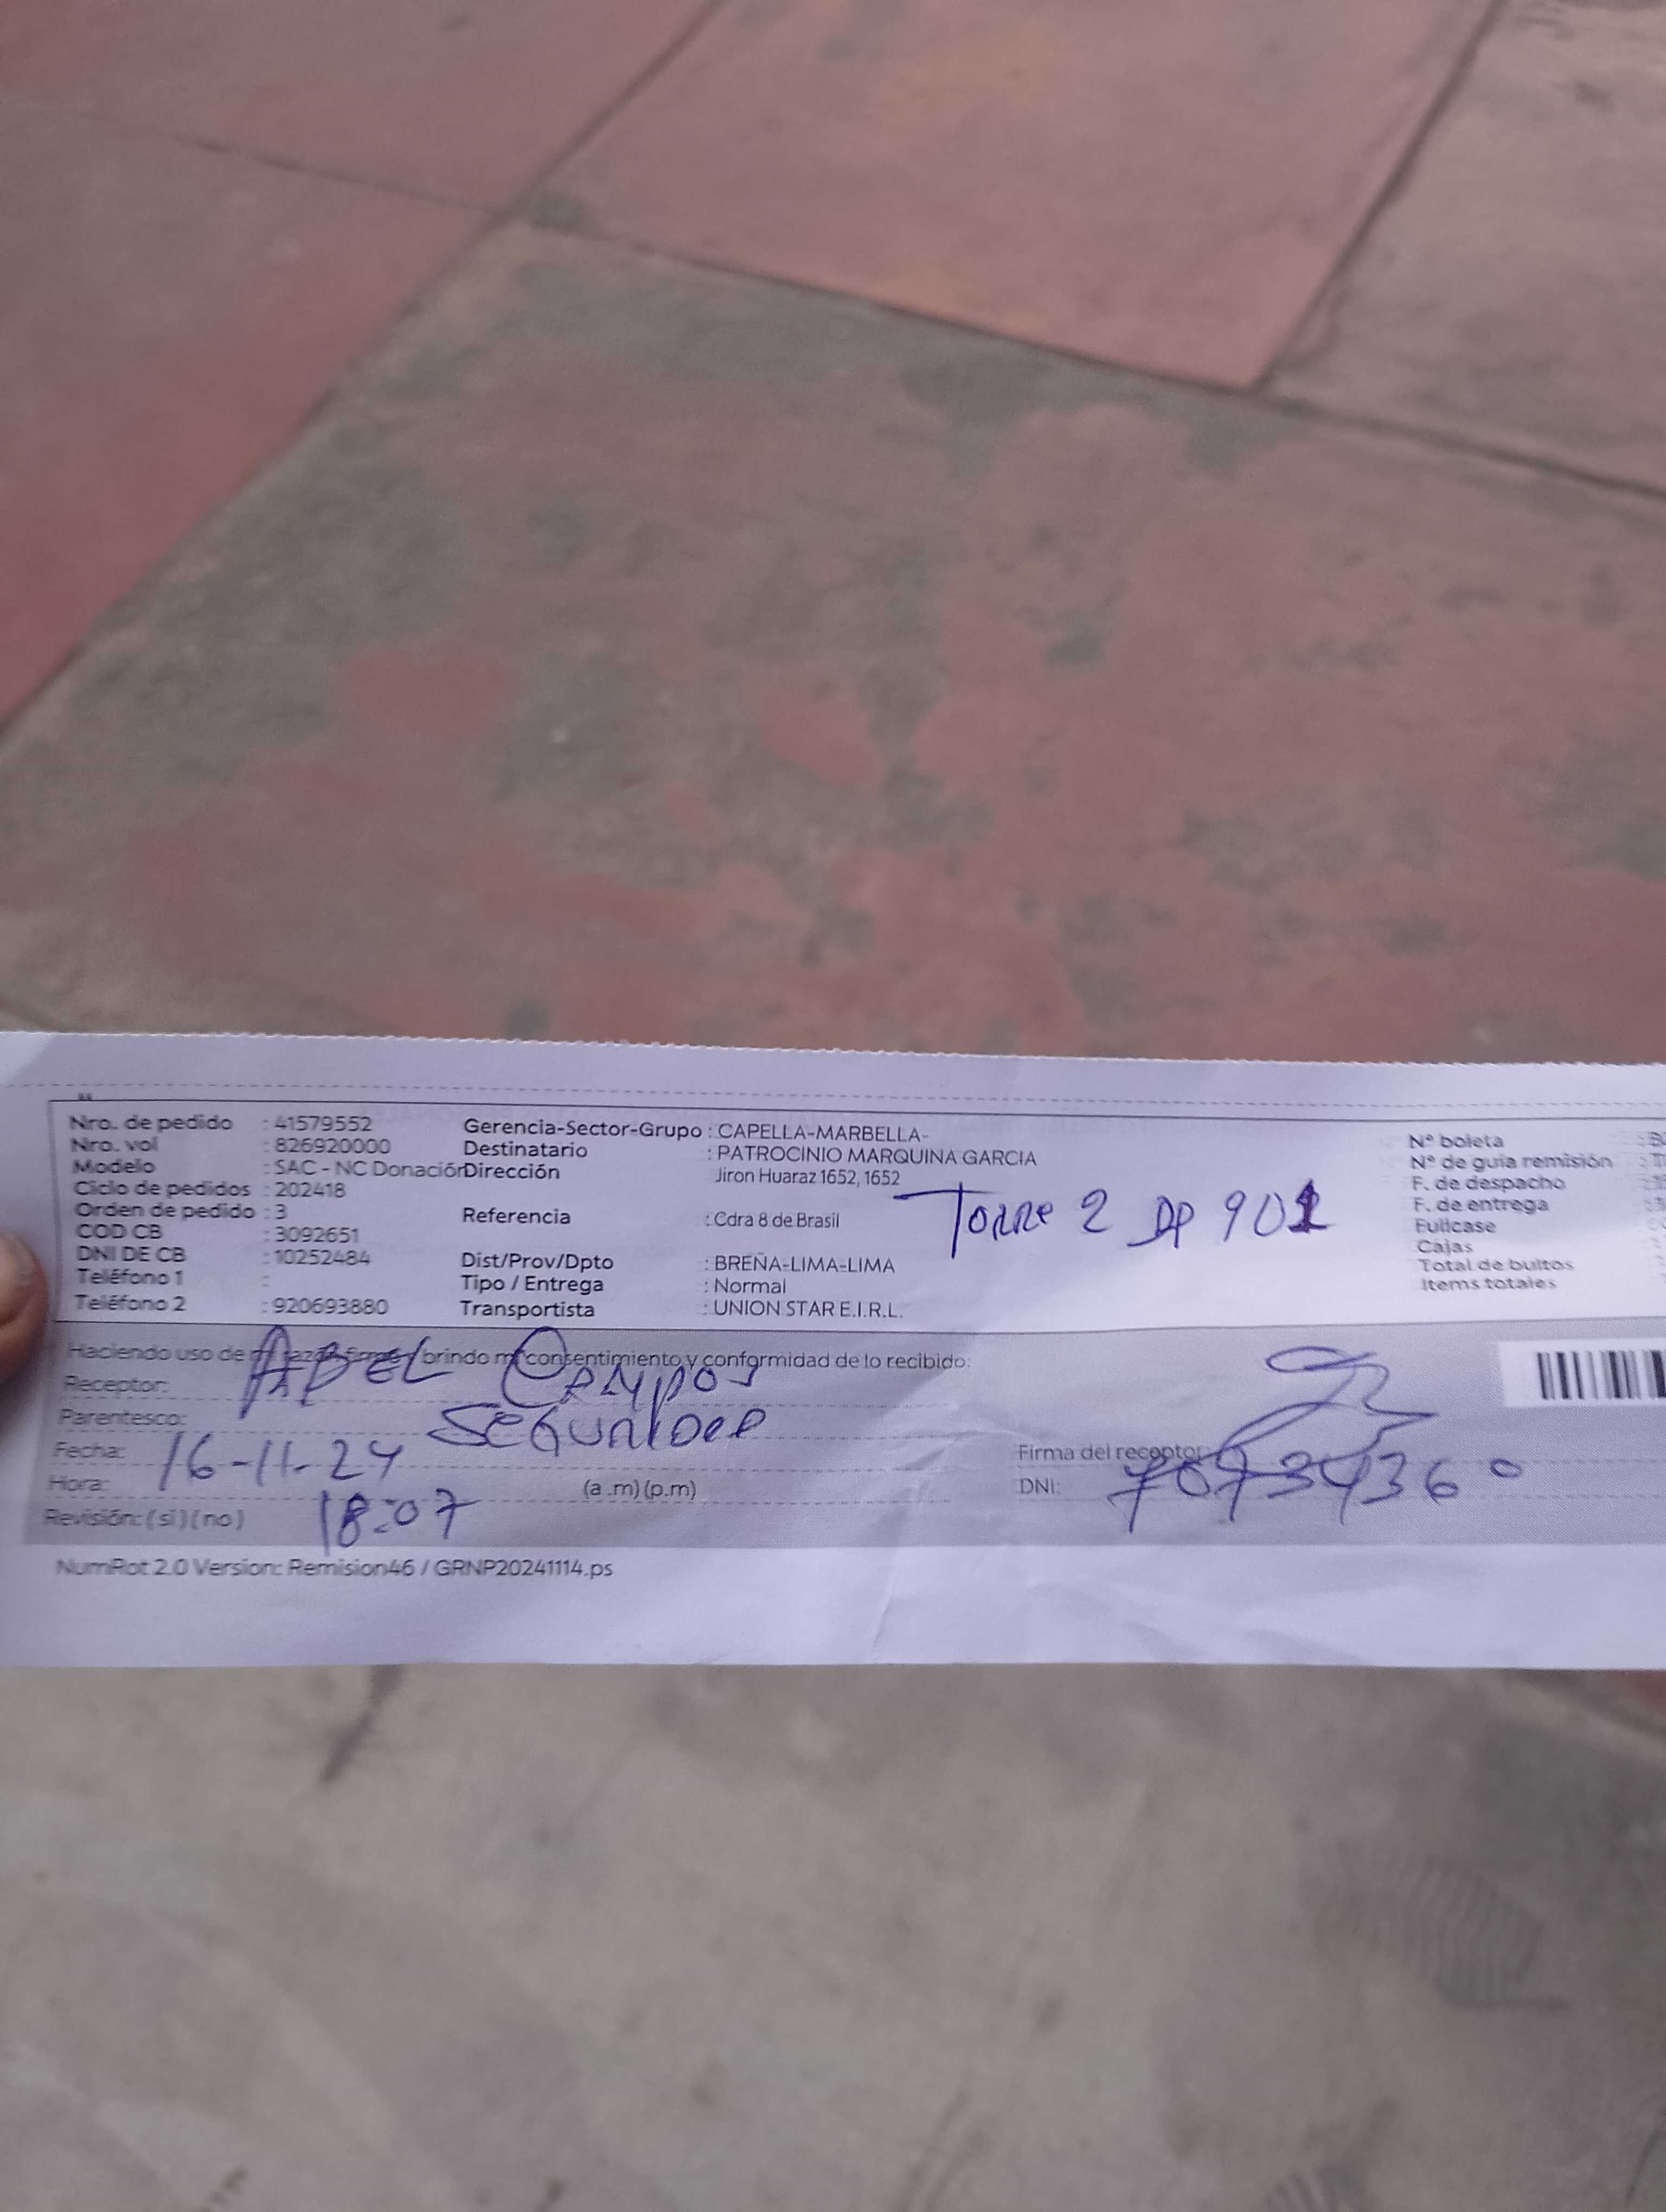 Nro. de pedido : 41579552
Nro. vol : 826920000
Modelo : SAC - NC Donación
Ciclo de pedidos : 202418
Orden de pedido : 3
COD CB : 3092651
DNI DE CB : 10252484
Teléfono 1 :
Teléfono 2 : 920693880
Gerencia-Sector-Grupo : CAPELLA-MARBELLA-
Destinatario : PATROCINIO MARQUINA GARCIA
Dirección Jiron Huaraz 1652, 1652
Referencia : Cdra 8 de Brasil
Torre 2 DP 901
Dist/Prov/Dpto : BREÑA-LIMA-LIMA
Tipo / Entrega : Normal
Transportista : UNION STAR E.I.R.L.
N° boleta :
N° de guia remisión :
F. de despacho :
F. de entrega :
Fullcase
Cajas
Total de bultos
Items totales
Haciendo uso de brindo mi consentimiento y conformidad de lo recibido:
Receptor: ABEL Campos
Parentesco: SEGURIDAD
Fecha: 16-11-24
Hora: 18:07 (a.m) (p.m)
Revisión: (si) (no)
Firma del receptor:
DNI:
NumRot 2.0 Version: Remision46 / GRNP20241114.ps